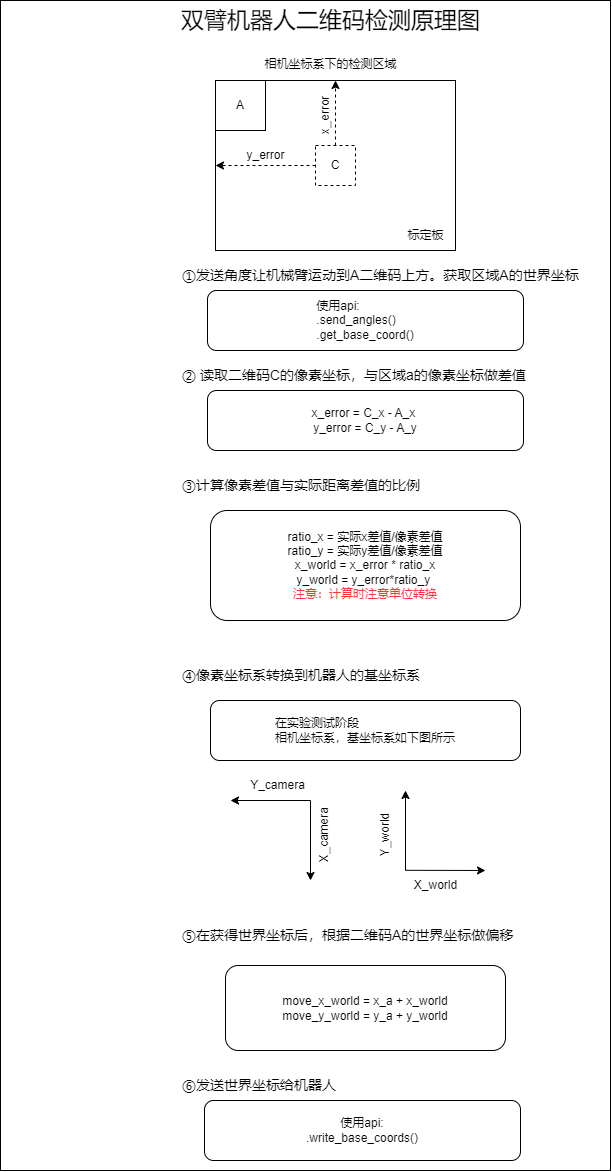 双臂机器人二维码检测原理图
相机坐标系下的检测区域
A
x_error
y_error
C
标定板
①发送角度让机械臂运动到A二维码上方。获取区域A的世界坐标
使用api:
.send_angles()
.get_base_coord()
② 读取二维码C的像素坐标，与区域a的像素坐标做差值
x_error = C_x - A_x
y_error = C_y - A_y
③计算像素差值与实际距离差值的比例
ratio_x = 实际x差值/像素差值
ratio_y = 实际y差值/像素差值
x_world = x_error * ratio_x
y_world = y_error*ratio_y
注意：计算时注意单位转换
④像素坐标系转换到机器人的基坐标系
在实验测试阶段
相机坐标系，基坐标系如下图所示
Y_camera
X_camera
Y_world
X_world
⑤在获得世界坐标后，根据二维码A的世界坐标做偏移
move_x_world = x_a + x_world
move_y_world = y_a + y_world
⑥发送世界坐标给机器人
使用api:
.write_base_coords()